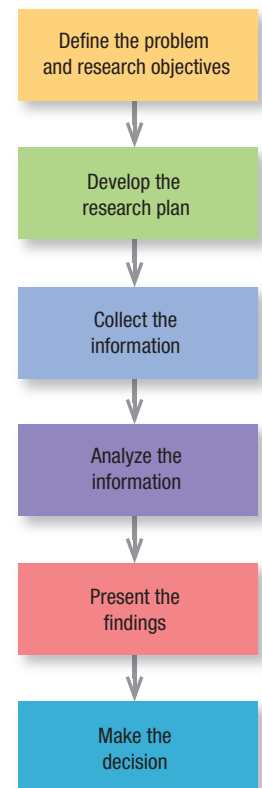 Define the problem
and research objectives
Develop the
research plan
Collect the
information
Analyze the
information
Present the
findings
Make the
decision